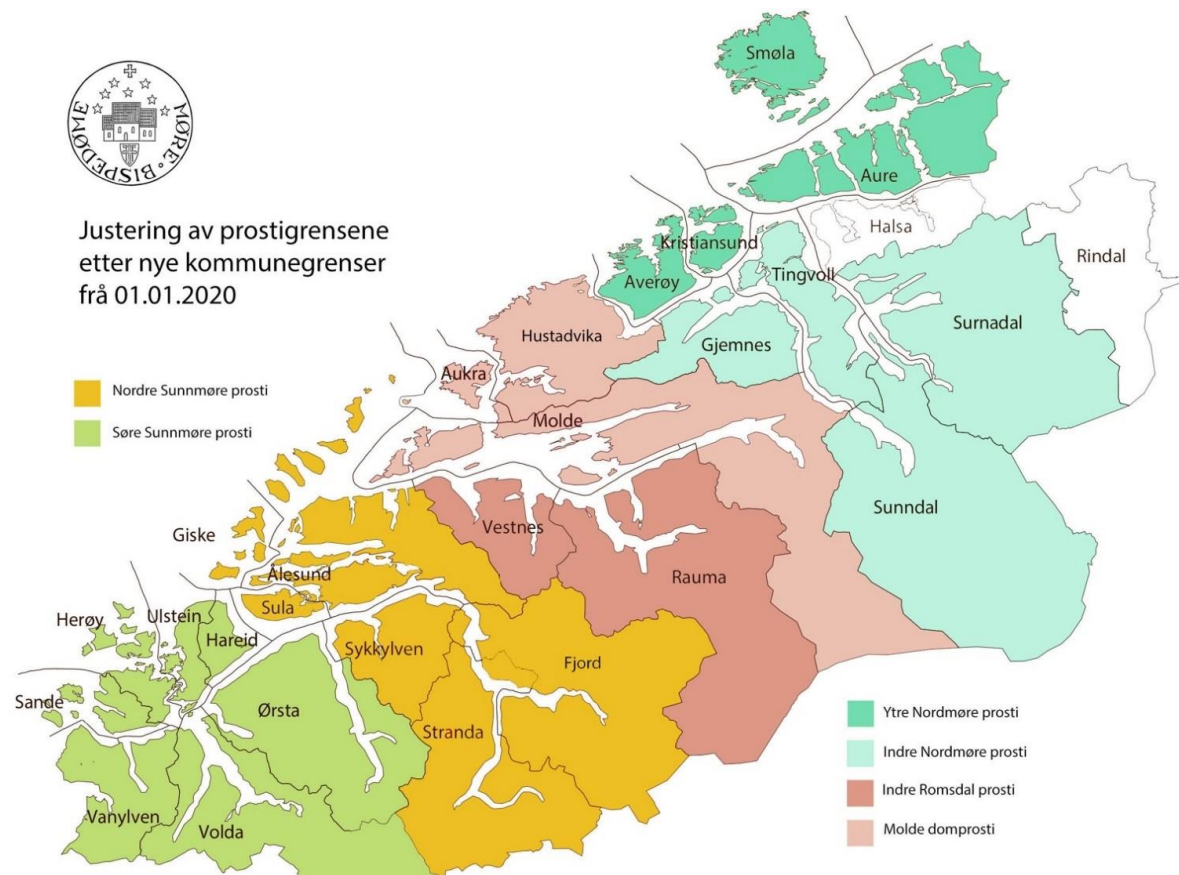 MØRE · BISPEDØME
Justering av prostigrensene
etter nye kommunegrenser
frå 01.01.2020
Nordre Sunnmøre prosti
Søre Sunnmøre prosti
Smøla
Aure
Halsa
Rindal
Kristiansund
Averøy
Tingvoll
Surnadal
Hustadvika
Gjemnes
Aukra
Molde
Sunndal
Vestnes
Rauma
Giske
Ålesund
Sula
Ulstein
Herøy
Hareid
Sykkylven
Fjord
Sande
Ørsta
Stranda
Vanylven
Volda
Ytre Nordmøre prosti
Indre Nordmøre prosti
Indre Romsdal prosti
Molde domprosti